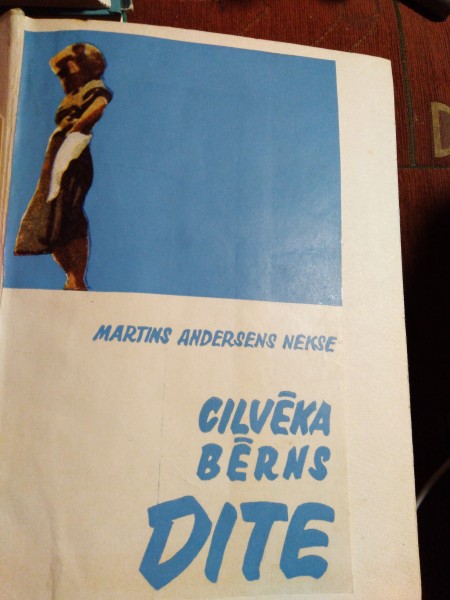 MARTINS ANDERSENS NEKSE
CILVĒKA
BĒRNS
DITE